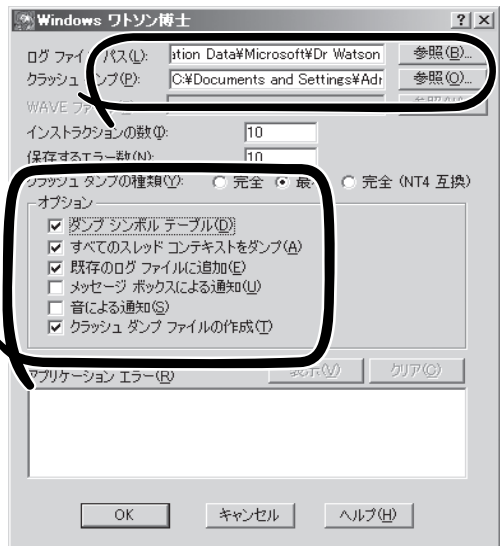 Windows ワトソン博士
ログ ファイル パス(L): ation Data¥Microsoft¥Dr Watson 参照(B)...
クラッシュ ダンプ(P): C:¥Documents and Settings¥Adr 参照(O)...
WAVE
インストラクションの数(I): 10
保存するエラー数(N): 10
クラッシュ ダンプの種類(Y): 完全 最 完全 (NT4 互換)
オプション
ダンプ シンボル テーブル(D)
すべてのスレッド コンテキストをダンプ(A)
既存のログ ファイルに追加(E)
メッセージ ボックスによる通知(U)
音による通知(S)
クラッシュ ダンプ ファイルの作成(T)
アプリケーション エラー(R) 表示(V) クリア(C)
OK キャンセル ヘルプ(H)